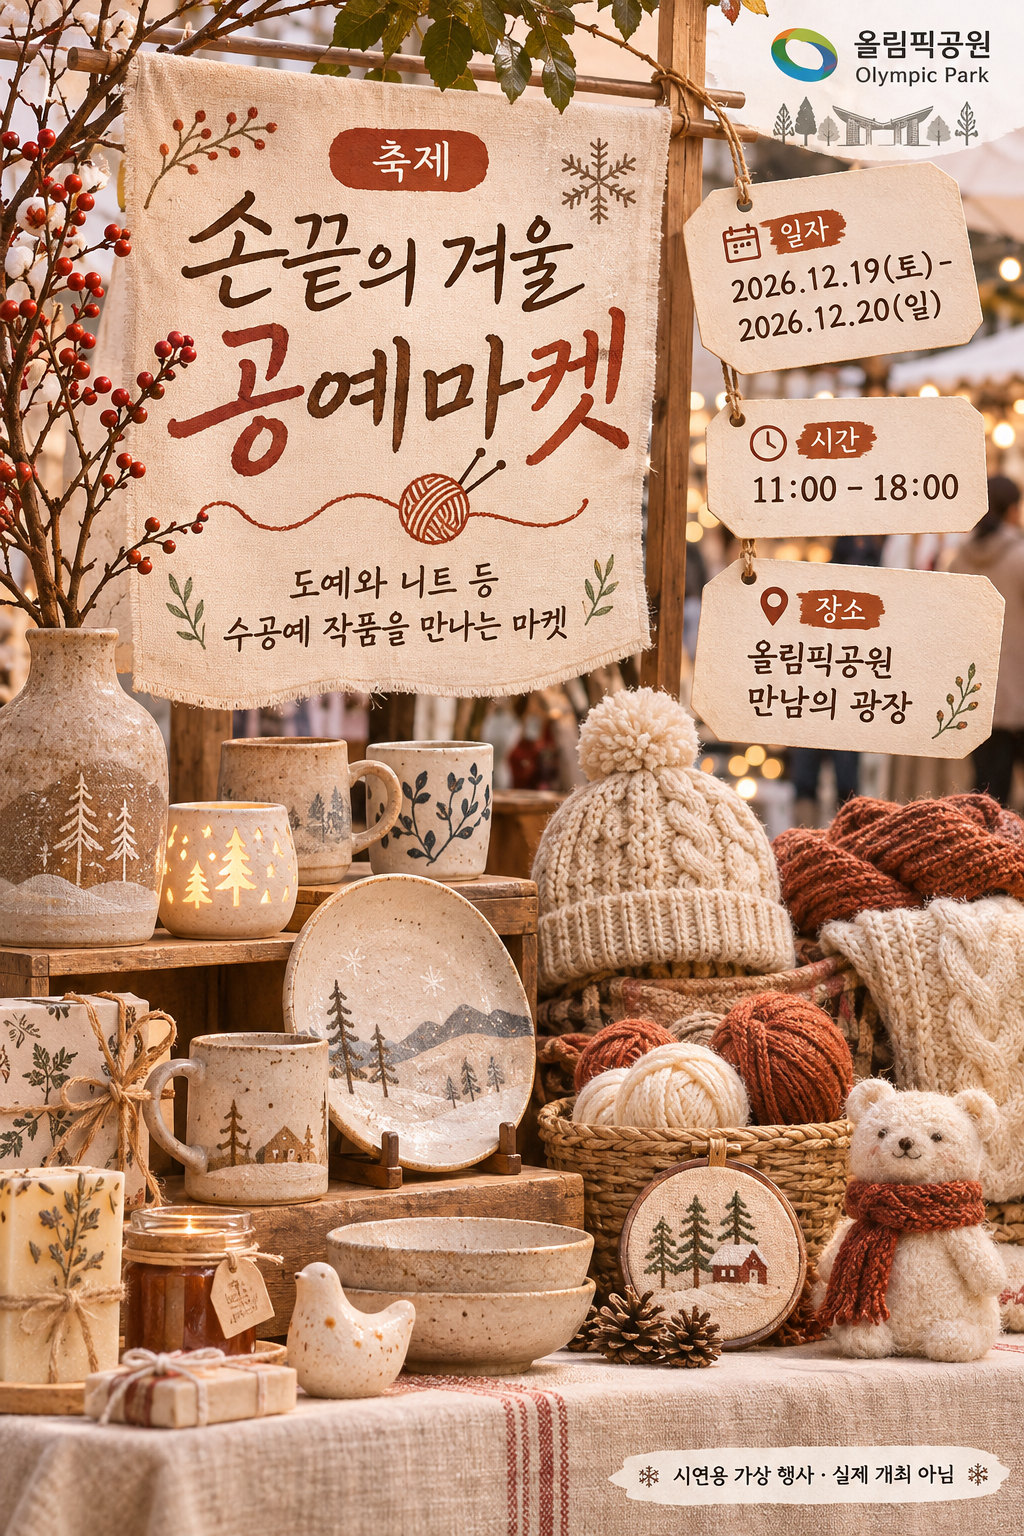 올림픽공원
Olympic Park
축제
손끝의 겨울
공예마켓
도예와 니트 등
수공예 작품을 만나는 마켓
일자
2026.12.19(토) -
2026.12.20(일)
시간
11:00 - 18:00
장소
올림픽공원
만남의 광장
시연용 가상 행사 · 실제 개최 아님